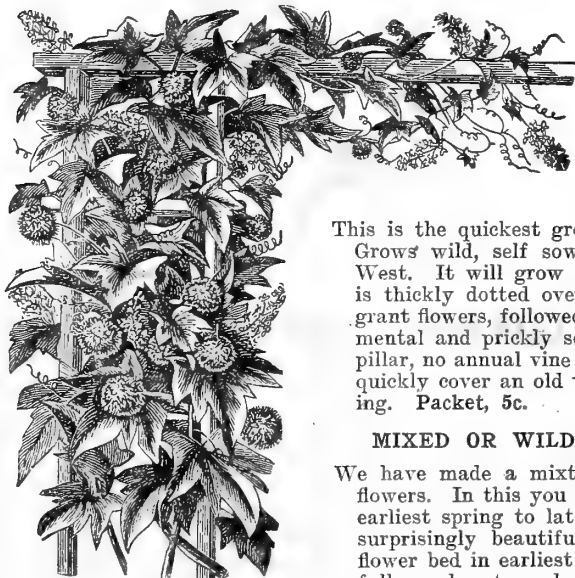 This is the quickest gro
Grows wild, self sow
West. It will grow
is thickly dotted over
grant flowers, followed
mental and prickly se
pillar, no annual vine
quickly cover an old
ing. Packet, 5c.
MIXED OR WILD
We have made a mixt
flowers. In this you
earliest spring to lat
surprisingly beautifu
flower bed in earliest